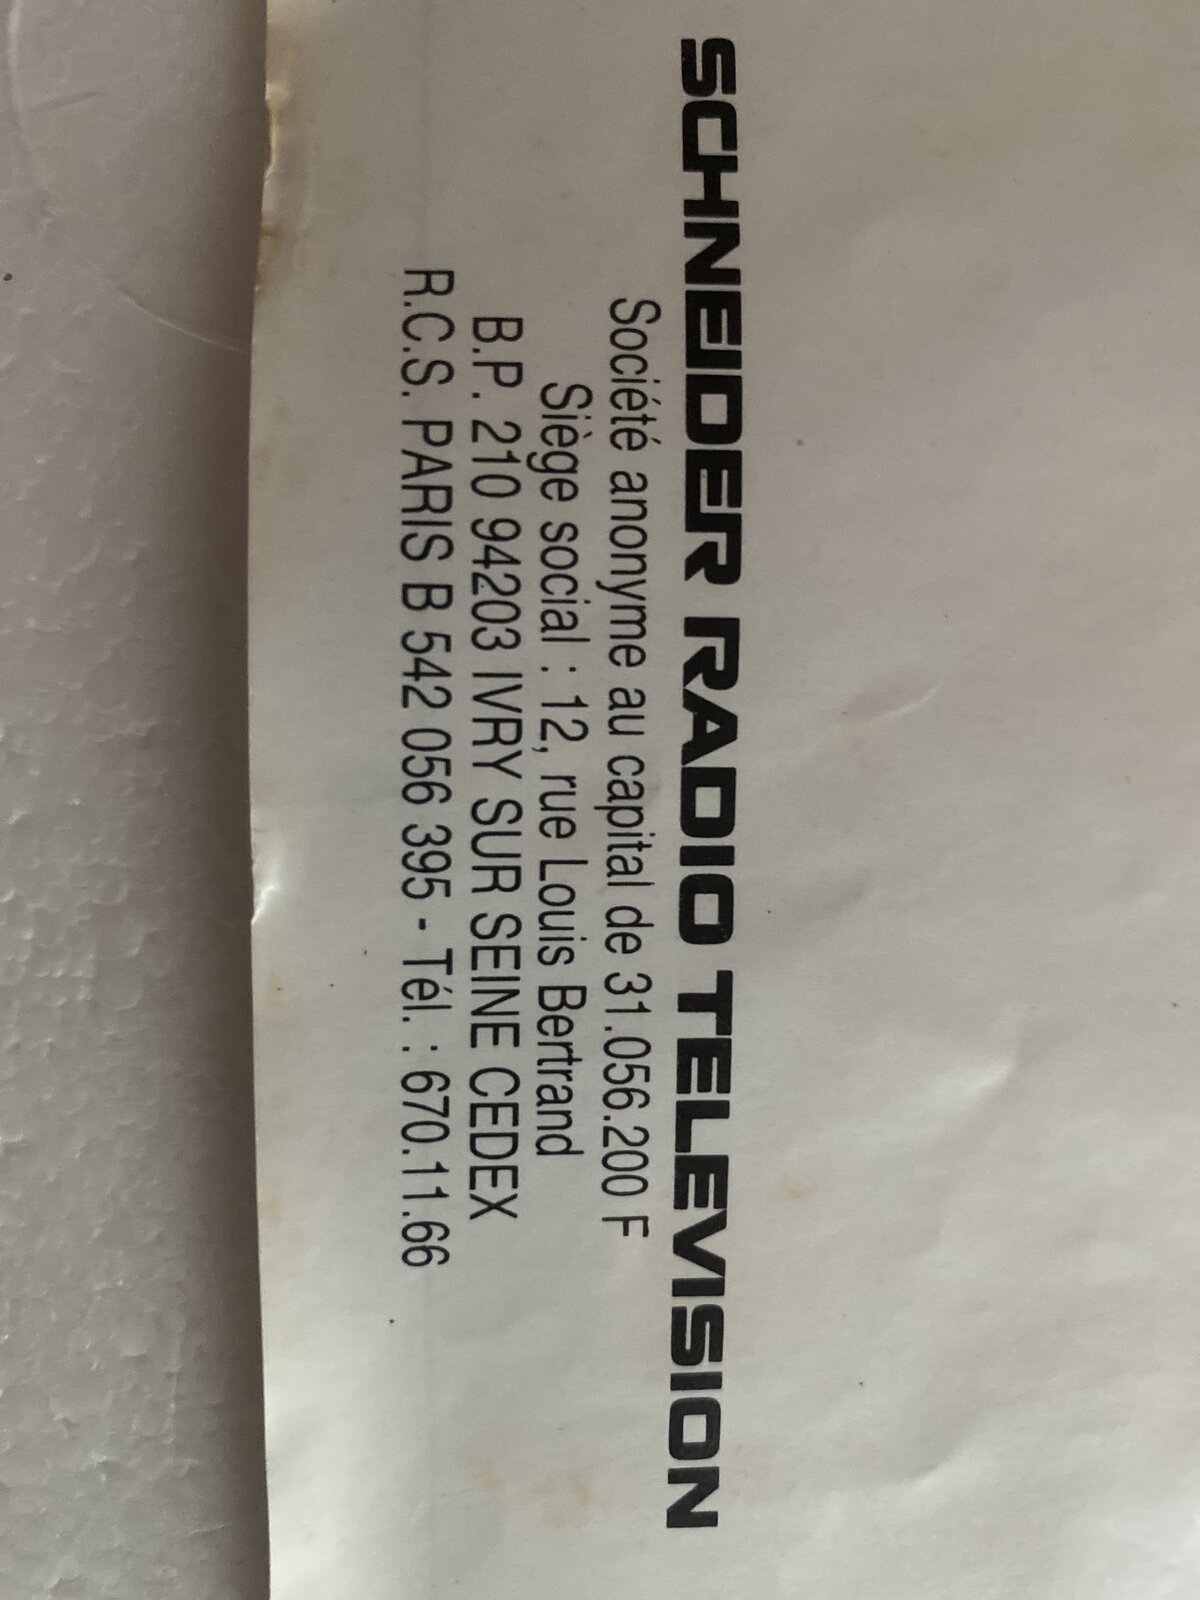 SCHNEIDER RADIO TELEVISION
Société anonyme au capital de 31.056.200 F
Siège social : 12, rue Louis Bertrand
B.P. 210 94203 IVRY SUR SEINE CEDEX
R.C.S. PARIS B 542 056 395 - Tél. : 670.11.66